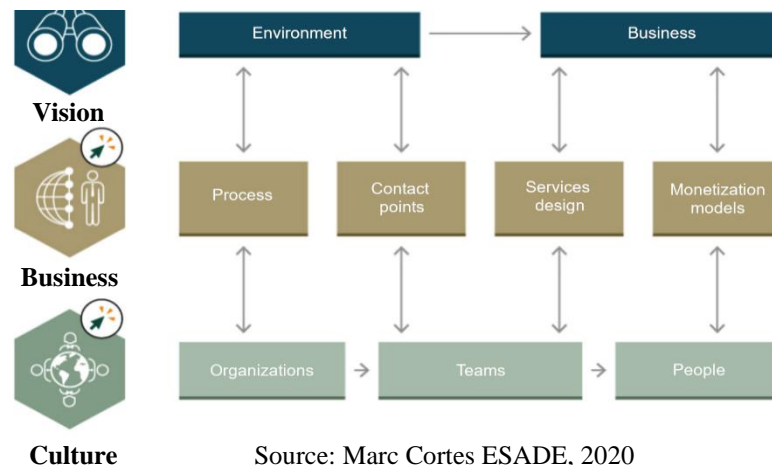 Environment
Business
Vision
Process
Contact
points
Services
design
Monetization
models
Business
Organizations
Teams
People
Culture
Source: Marc Cortes ESADE, 2020